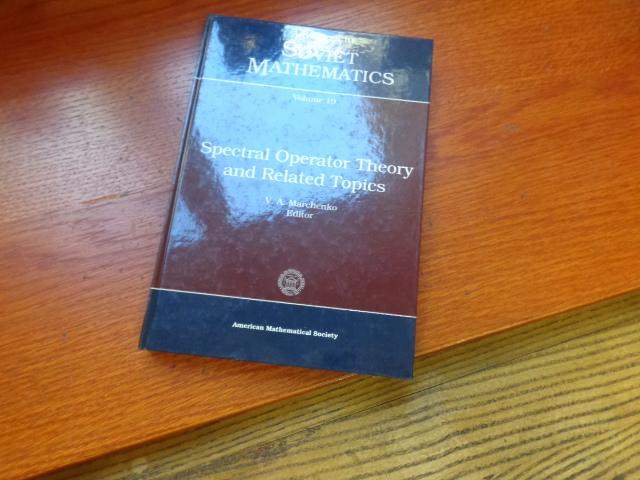 SOVIET
MATHEMATICS
Volume 19
Spectral Operator Theory
and Related Topics
V. A. Marchenko
Editor
American Mathematical Society